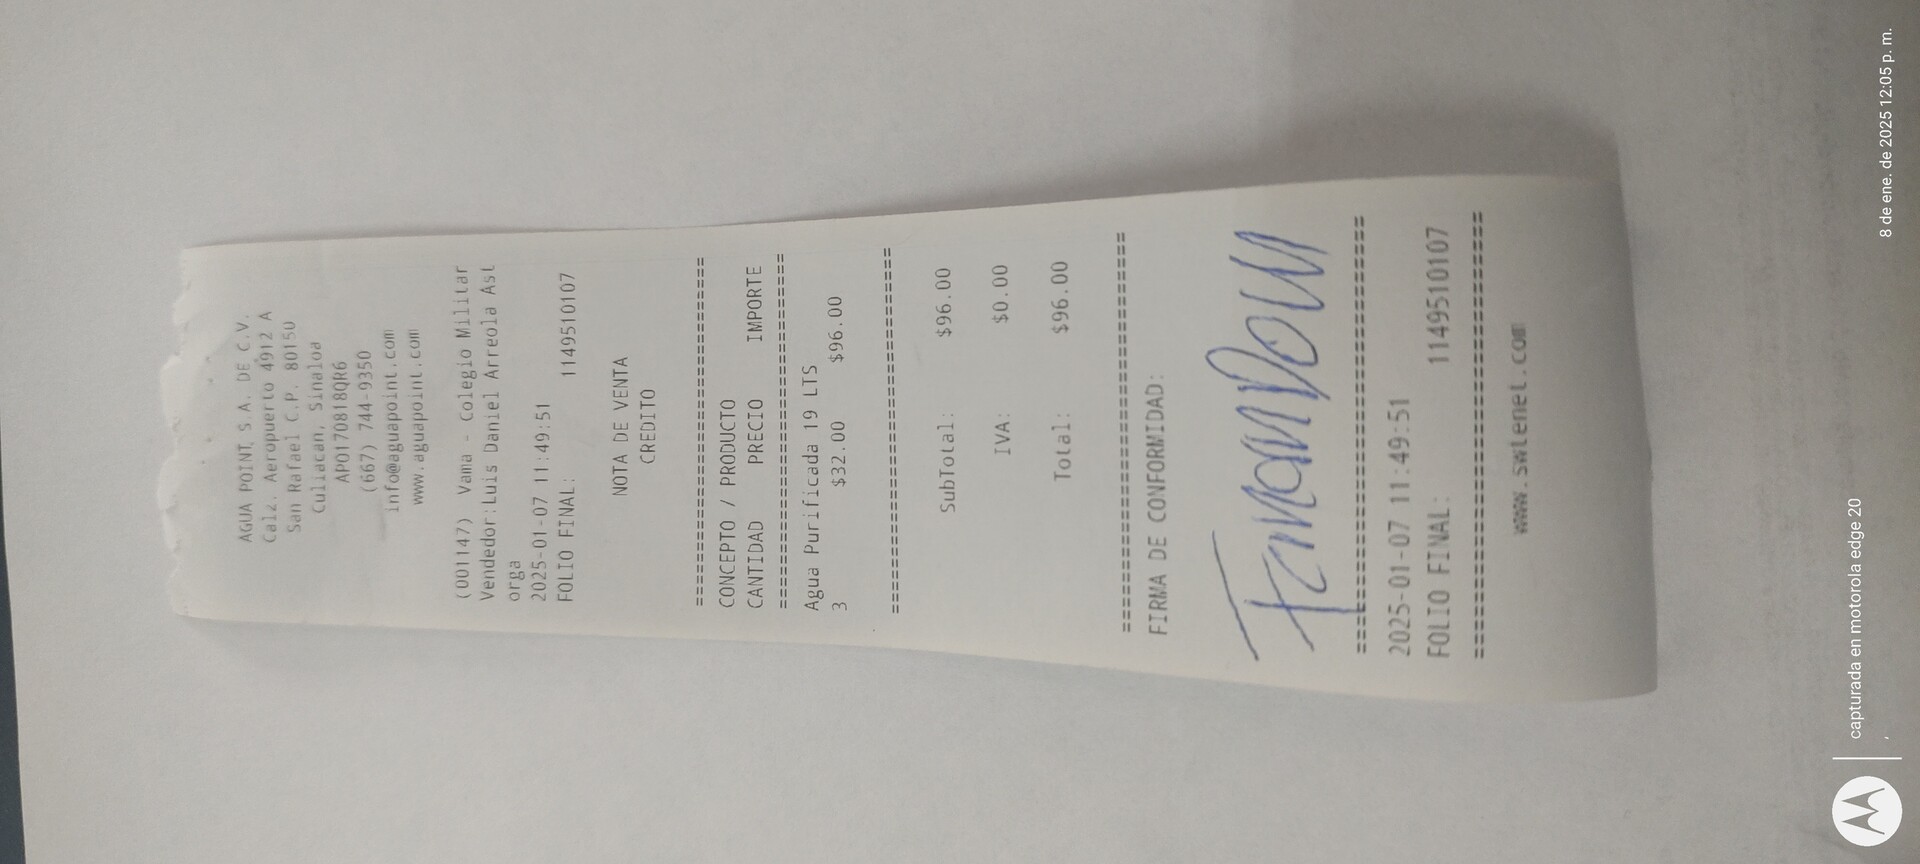 AGUA POINT, S.A. DE C.V.
Calz. Aeropuerto 4912 A
San Rafael C.P. 80150
Culiacan, Sinaloa
APO170818QR6
(667) 744-9350
info@aguapoint.com
www.aguapoint.com
(001147) Vama - Colegio Militar
Vendedor:Luis Daniel Arreola Ast
orga
2025-01-07 11:49:51
FOLIO FINAL: 1149510107
NOTA DE VENTA
CREDITO
================================
CONCEPTO / PRODUCTO
CANTIDAD PRECIO IMPORTE
================================
Agua Purificada 19 LTS
3 $32.00 $96.00
================================
SubTotal: $96.00
IVA: $0.00
Total: $96.00
================================
FIRMA DE CONFORMIDAD:
================================
2025-01-07 11:49:51
FOLIO FINAL: 1149510107
================================
www.swtenet.com
capturada en motorola edge 20
,
8 de ene. de 2025 12:05 p. m.